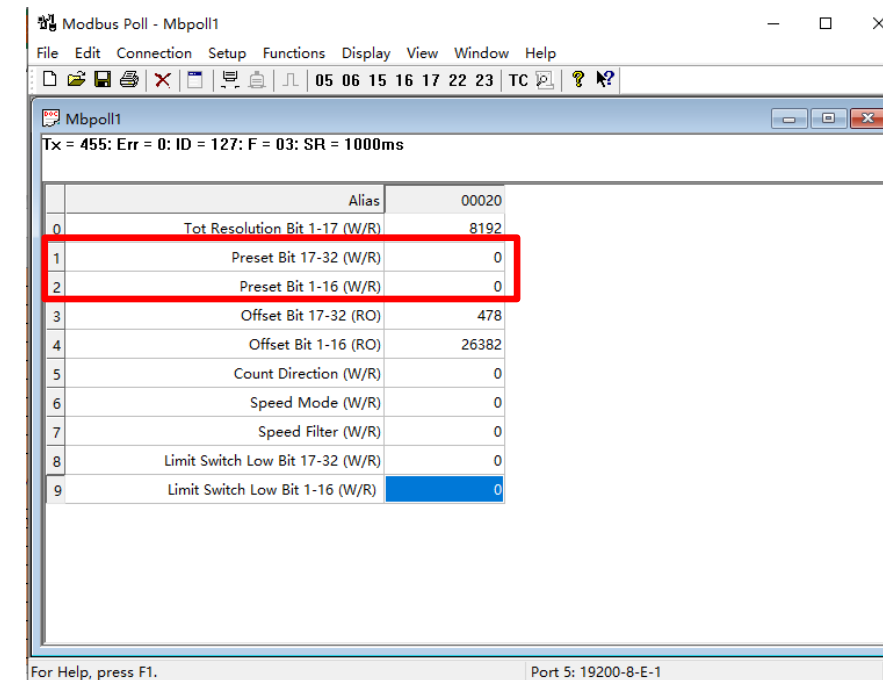 Modbus Poll - Mbpoll1
File Edit Connection Setup Functions Display View Window Help
05 06 15 16 17 22 23 TC
Mbpoll1
Tx = 455: Err = 0: ID = 127: F = 03: SR = 1000ms
Alias 00020
0 Tot Resolution Bit 1-17 (W/R) 8192
1 Preset Bit 17-32 (W/R) 0
2 Preset Bit 1-16 (W/R) 0
3 Offset Bit 17-32 (RO) 478
4 Offset Bit 1-16 (RO) 26382
5 Count Direction (W/R) 0
6 Speed Mode (W/R) 0
7 Speed Filter (W/R) 0
8 Limit Switch Low Bit 17-32 (W/R) 0
9 Limit Switch Low Bit 1-16 (W/R) 0
For Help, press F1. Port 5: 19200-8-E-1